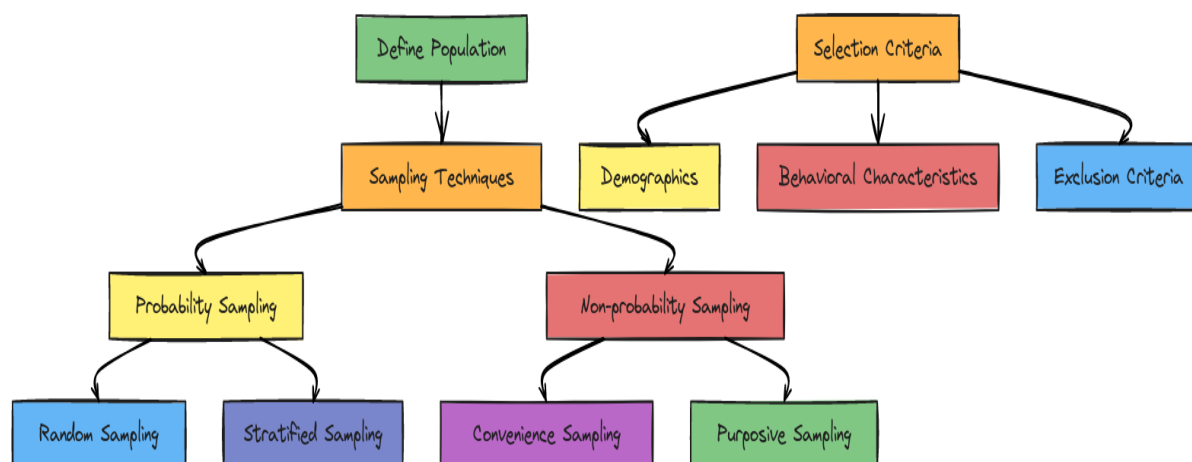 Define Population
Selection Criteria
Sampling Techniques
Demographics
Behavioral Characteristics
Exclusion Criteria
Probability Sampling
Non-probability Sampling
Random Sampling
Stratified Sampling
Convenience Sampling
Purposive Sampling